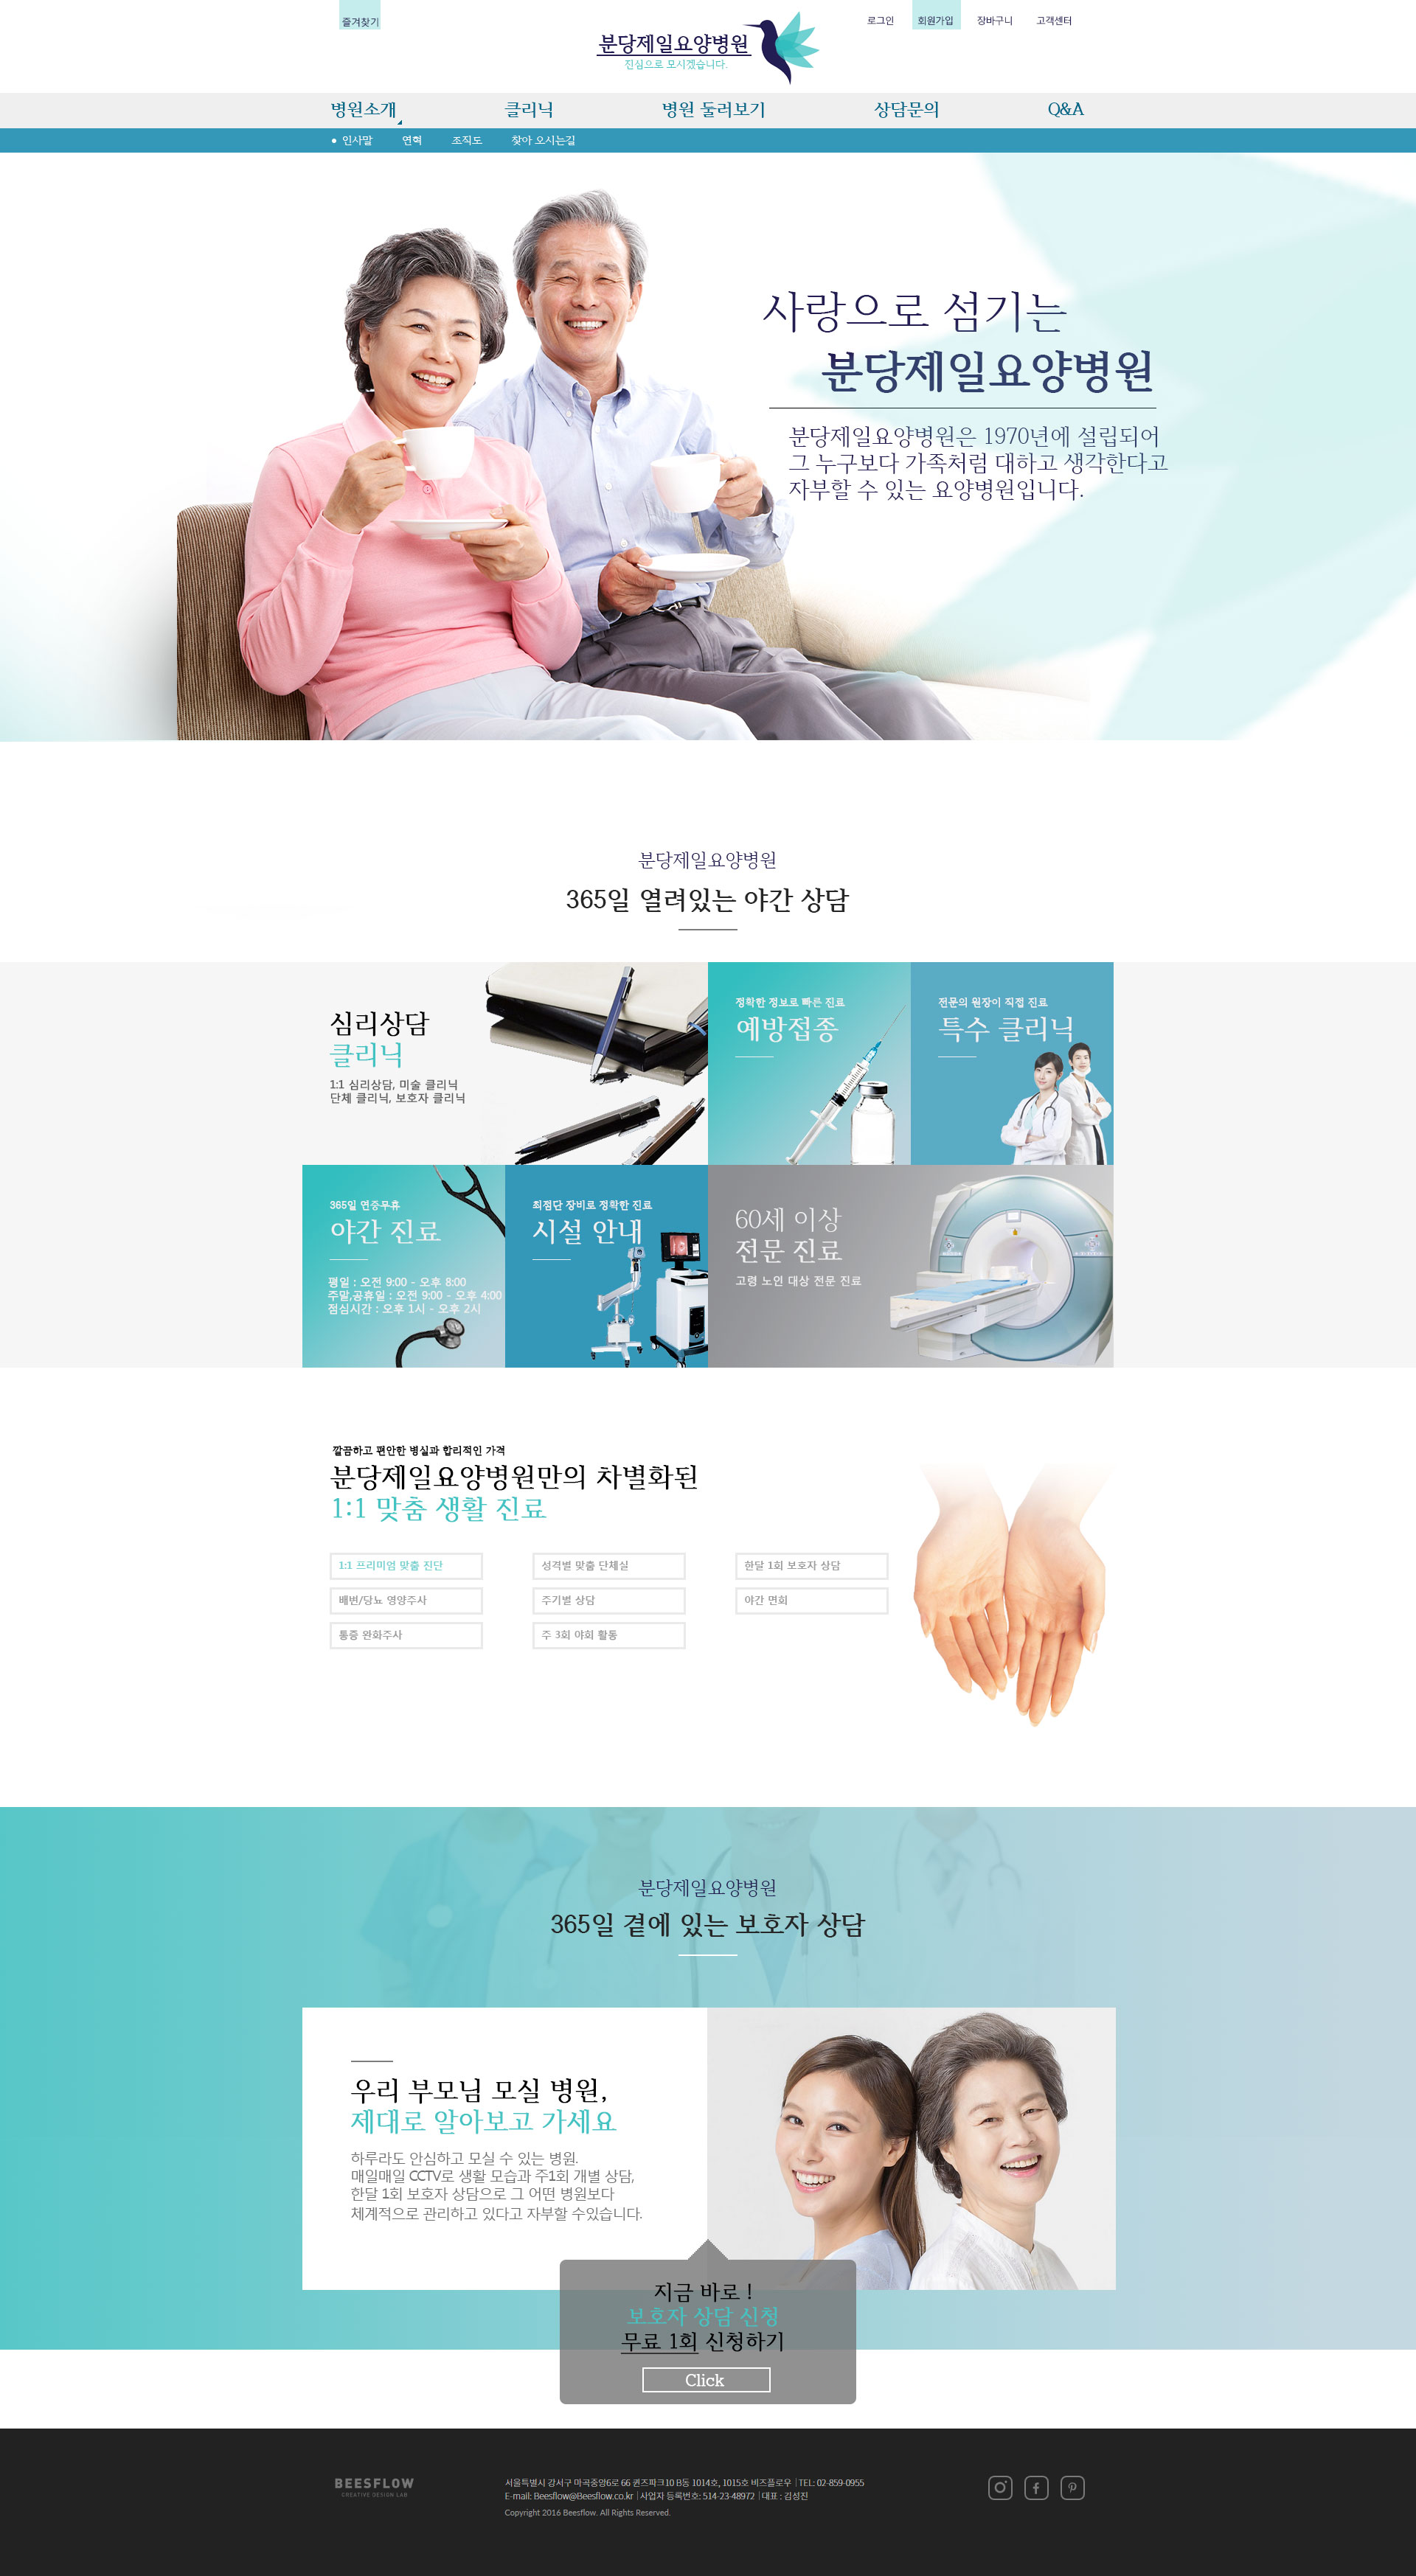 즐겨찾기
로그인 회원가입 장바구니 고객센터
분당제일요양병원
진심으로 모시겠습니다.
병원소개 클리닉 병원 둘러보기 상담문의 Q&A
인사말 연혁 조직도 찾아 오시는길
사랑으로 섬기는
분당제일요양병원
분당제일요양병원은 1970년에 설립되어
그 누구보다 가족처럼 대하고 생각한다고
자부할 수 있는 요양병원입니다.
분당제일요양병원
365일 열려있는 야간 상담
심리상담
클리닉
1:1 심리상담, 미술 클리닉
단체 클리닉, 보호자 클리닉
정확한 정보로 빠른 진료
예방접종
전문의 원장이 직접 진료
특수 클리닉
365일 연중무휴
야간 진료
평일 : 오전 9:00 - 오후 8:00
주말,공휴일 : 오전 9:00 - 오후 4:00
점심시간 : 오후 1시 - 오후 2시
최첨단 장비로 정확한 진료
시설 안내
60세 이상
전문 진료
고령 노인 대상 전문 진료
깔끔하고 편안한 병실과 합리적인 가격
분당제일요양병원만의 차별화된
1:1 맞춤 생활 진료
1:1 프리미엄 맞춤 진단 성격별 맞춤 단체실 한달 1회 보호자 상담
배변/당뇨 영양주사 주기별 상담 야간 면회
통증 완화주사 주 3회 야외 활동
분당제일요양병원
365일 곁에 있는 보호자 상담
우리 부모님 모실 병원,
제대로 알아보고 가세요
하루라도 안심하고 모실 수 있는 병원.
매일매일 CCTV로 생활 모습과 주1회 개별 상담,
한달 1회 보호자 상담으로 그 어떤 병원보다
체계적으로 관리하고 있다고 자부할 수있습니다.
지금 바로 !
보호자 상담 신청
무료 1회 신청하기
Click
BEESFLOW
CREATIVE DESIGN LAB
서울특별시 강서구 마곡중앙6로 66 퀸즈파크10 B동 1014호, 1015호 비즈플로우 | TEL: 02-859-0955
E-mail: Beesflow@Beesflow.co.kr | 사업자 등록번호: 514-23-48972 | 대표 : 김성진
Copyright 2016 Beesflow. All Rights Reserved.